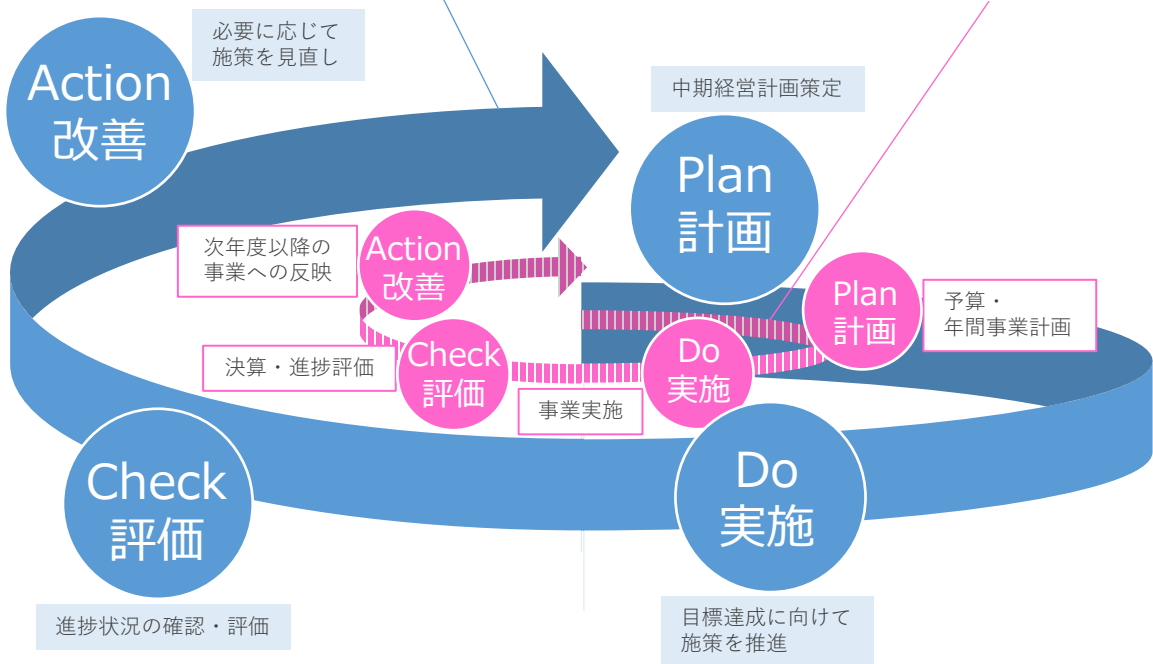 必要に応じて
施策を見直し
Action
改善
中期経営計画策定
Plan
計画
次年度以降の
事業への反映
Action
改善
Plan
計画
予算・
年間事業計画
決算・進捗評価
Check
評価
Do
実施
事業実施
Check
評価
Do
実施
進捗状況の確認・評価
目標達成に向けて
施策を推進